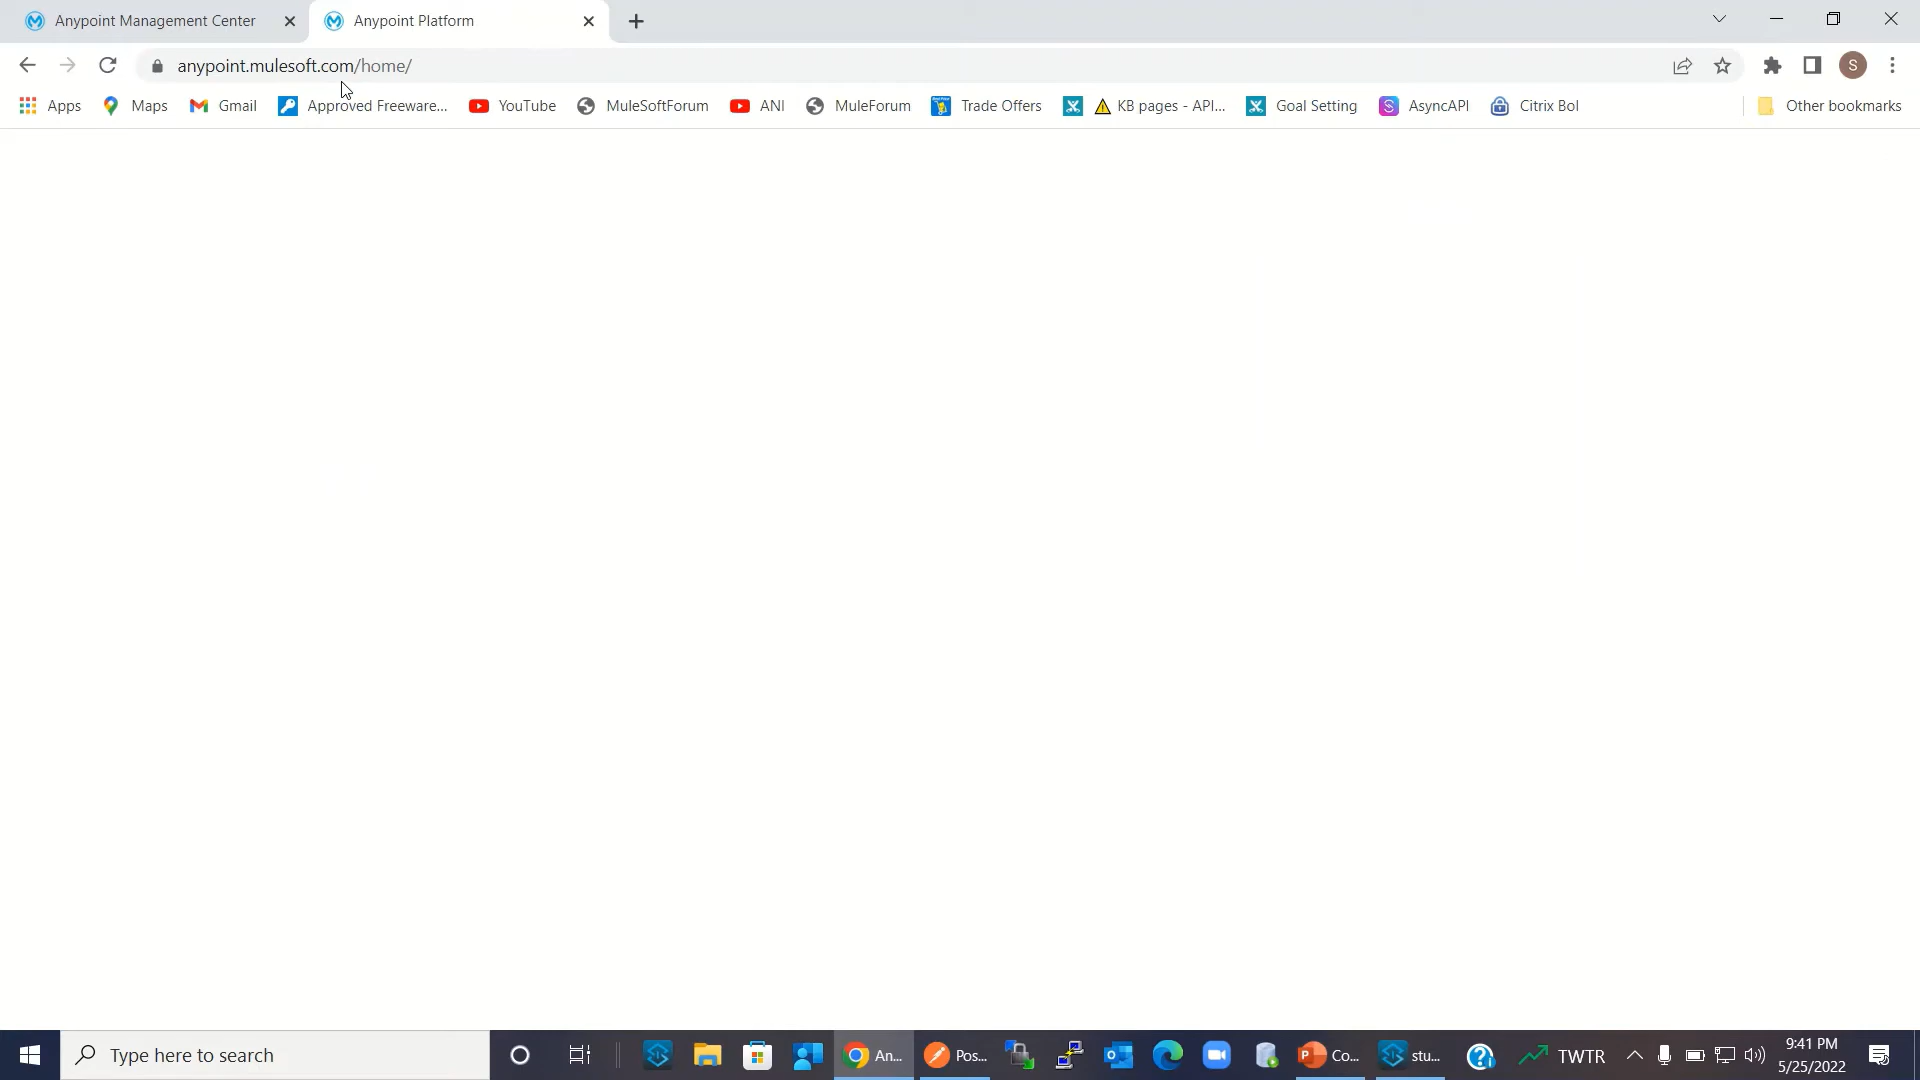 Anypoint Management Center
Anypoint Platform
anypoint.mulesoft.com/home/
S
Apps
Maps
Gmail
Approved Freeware...
YouTube
MuleSoftForum
ANI
MuleForum
Trade Offers
KB pages - API...
Goal Setting
AsyncAPI
Citrix Bol
Other bookmarks
Type here to search
An...
Pos...
Co...
stu...
TWTR
9:41 PM
5/25/2022